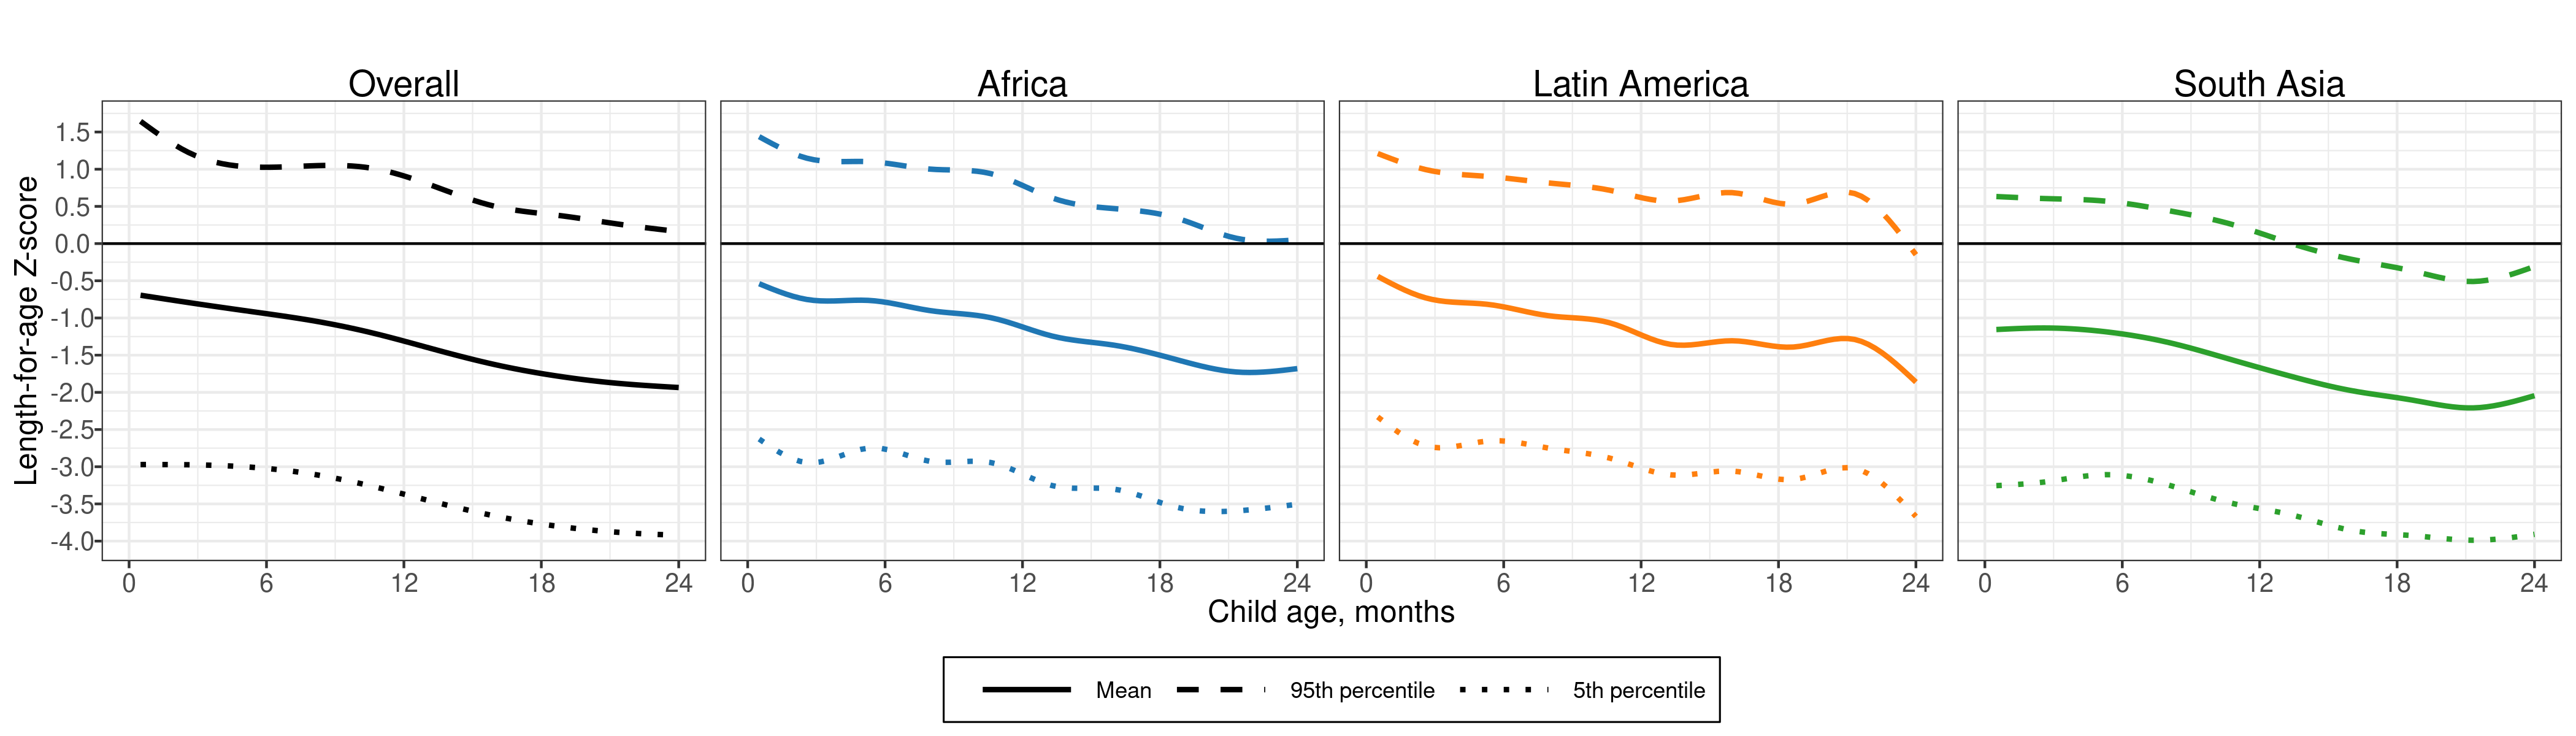 Overall
Africa
Latin America
South Asia
Length-for-age Z-score
1.5
1.0
0.5
0.0
-0.5
-1.0
-1.5
-2.0
-2.5
-3.0
-3.5
-4.0
0 6 12 18 24
0 6 12 18 24
0 6 12 18 24
0 6 12 18 24
Child age, months
Mean 95th percentile 5th percentile